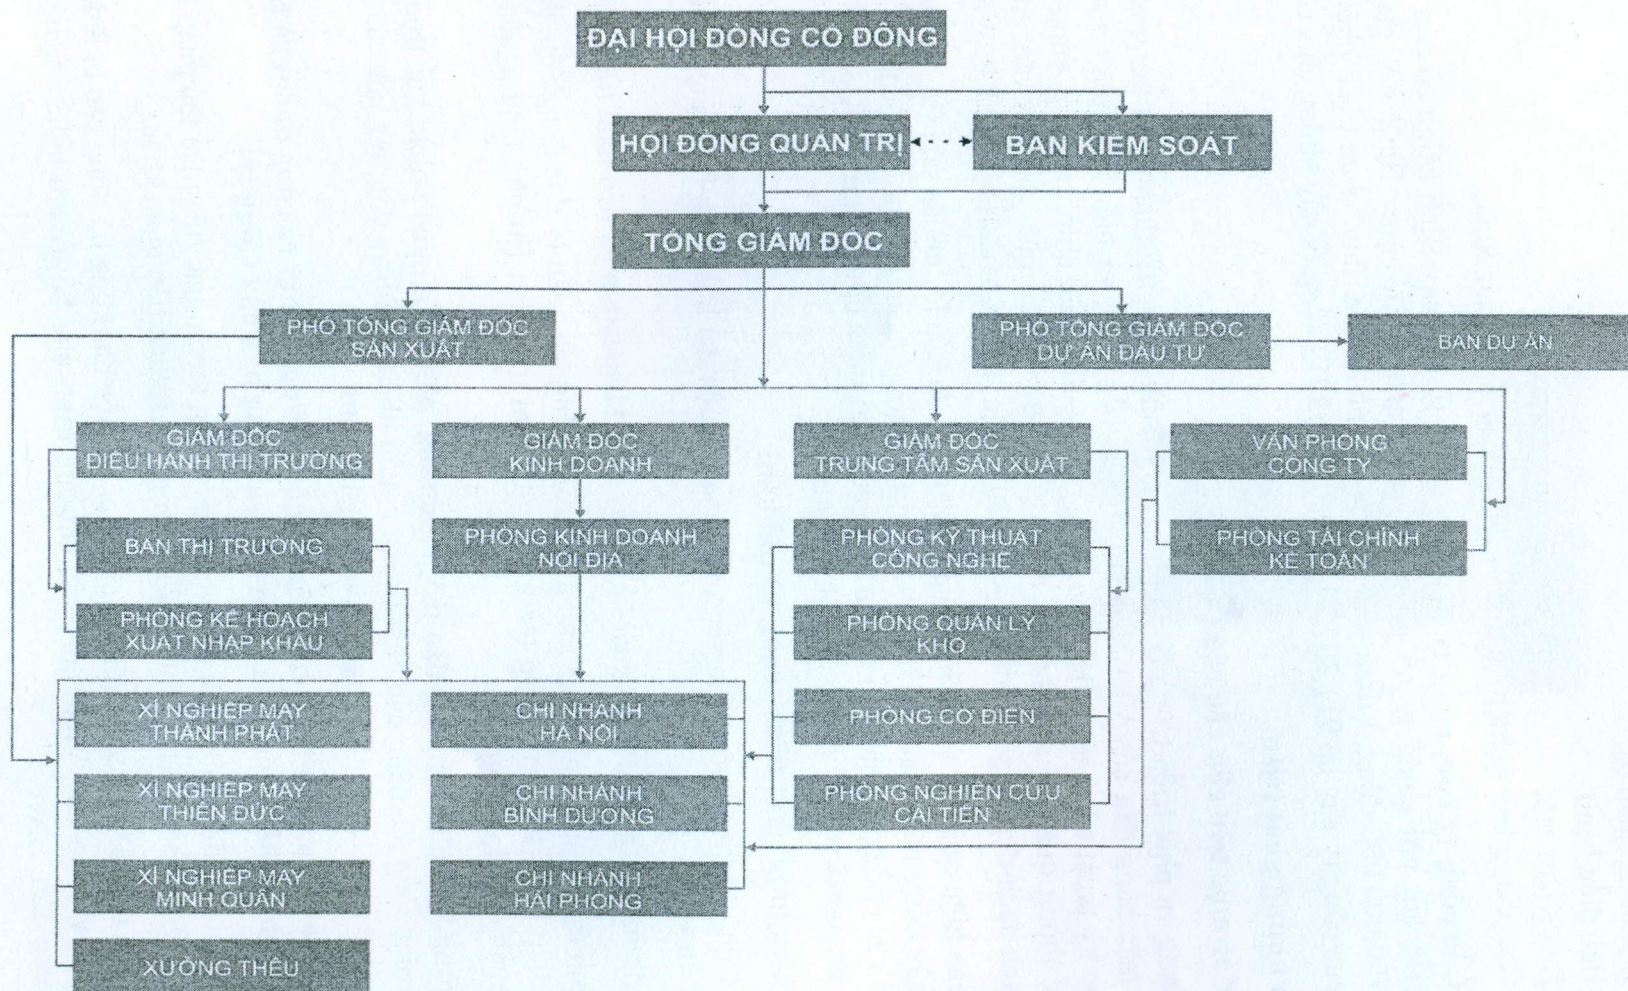 ĐẠI HỘI ĐỒNG CỔ ĐÔNG
HỘI ĐỒNG QUẢN TRỊ
BAN KIỂM SOÁT
TỔNG GIÁM ĐỐC
PHÓ TỔNG GIÁM ĐỐC
SẢN XUẤT
PHÓ TỔNG GIÁM ĐỐC
DỰ ÁN ĐẦU TƯ
BAN DỰ ÁN
GIÁM ĐỐC
ĐIỀU HÀNH THỊ TRƯỜNG
GIÁM ĐỐC
KINH DOANH
GIÁM ĐỐC
TRUNG TÂM SẢN XUẤT
VĂN PHÒNG
CÔNG TY
BAN THỊ TRƯỜNG
PHÒNG KINH DOANH
NỘI ĐỊA
PHÒNG KỸ THUẬT
CÔNG NGHỆ
PHÒNG TÀI CHÍNH
KẾ TOÁN
PHÒNG KẾ HOẠCH
XUẤT NHẬP KHẨU
PHÒNG QUẢN LÝ
KHO
XÍ NGHIỆP MAY
THÀNH PHÁT
CHI NHÁNH
HÀ NỘI
PHÒNG CƠ ĐIỆN
XÍ NGHIỆP MAY
THIÊN ĐỨC
CHI NHÁNH
BÌNH DƯƠNG
PHÒNG NGHIÊN CỨU
CẢI TIẾN
XÍ NGHIỆP MAY
MINH QUÂN
CHI NHÁNH
HẢI PHÒNG
XƯỞNG THÊU